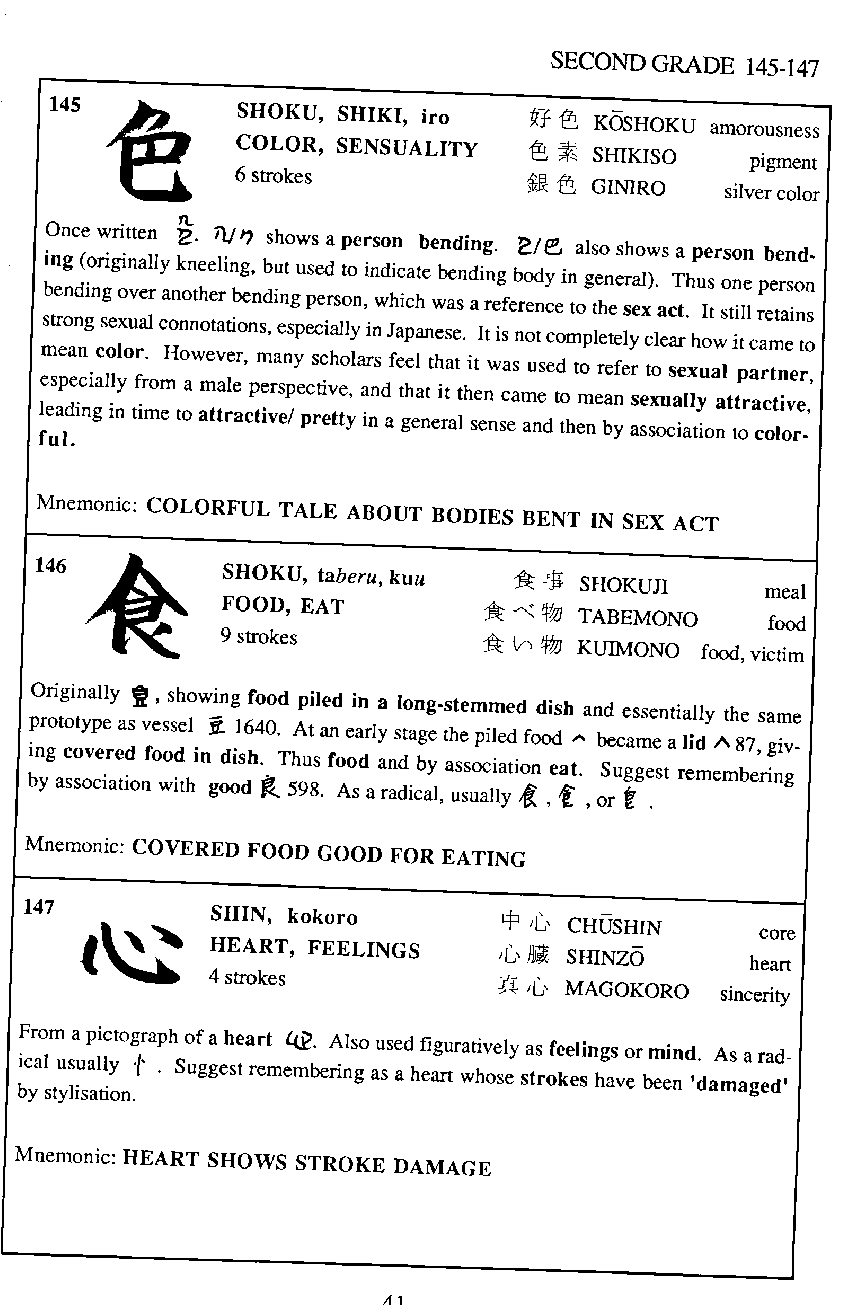 SECOND GRADE 145-147
145
色
SHOKU, SHIKI, iro
COLOR, SENSUALITY
6 strokes
好色 KŌSHOKU amorousness
色素 SHIKISO pigment
銀色 GINIRO silver color
Once written . / shows a person bending. / also shows a person bend-
ing (originally kneeling, but used to indicate bending body in general). Thus one person
bending over another bending person, which was a reference to the sex act. It still retains
strong sexual connotations, especially in Japanese. It is not completely clear how it came to
mean color. However, many scholars feel that it was used to refer to sexual partner,
especially from a male perspective, and that it then came to mean sexually attractive,
leading in time to attractive/ pretty in a general sense and then by association to color-
ful.
Mnemonic: COLORFUL TALE ABOUT BODIES BENT IN SEX ACT
146
食
SHOKU, taberu, kuu
FOOD, EAT
9 strokes
食事 SHOKUJI meal
食べ物 TABEMONO food
食い物 KUIMONO food, victim
Originally , showing food piled in a long-stemmed dish and essentially the same
prototype as vessel 豆 1640. At an early stage the piled food became a lid 87, giv-
ing covered food in dish. Thus food and by association eat. Suggest remembering
by association with good 良 598. As a radical, usually , , or .
Mnemonic: COVERED FOOD GOOD FOR EATING
147
心
SHIN, kokoro
HEART, FEELINGS
4 strokes
中心 CHŪSHIN core
心臓 SHINZŌ heart
真心 MAGOKORO sincerity
From a pictograph of a heart . Also used figuratively as feelings or mind. As a rad-
ical usually 忄. Suggest remembering as a heart whose strokes have been 'damaged'
by stylisation.
Mnemonic: HEART SHOWS STROKE DAMAGE
41